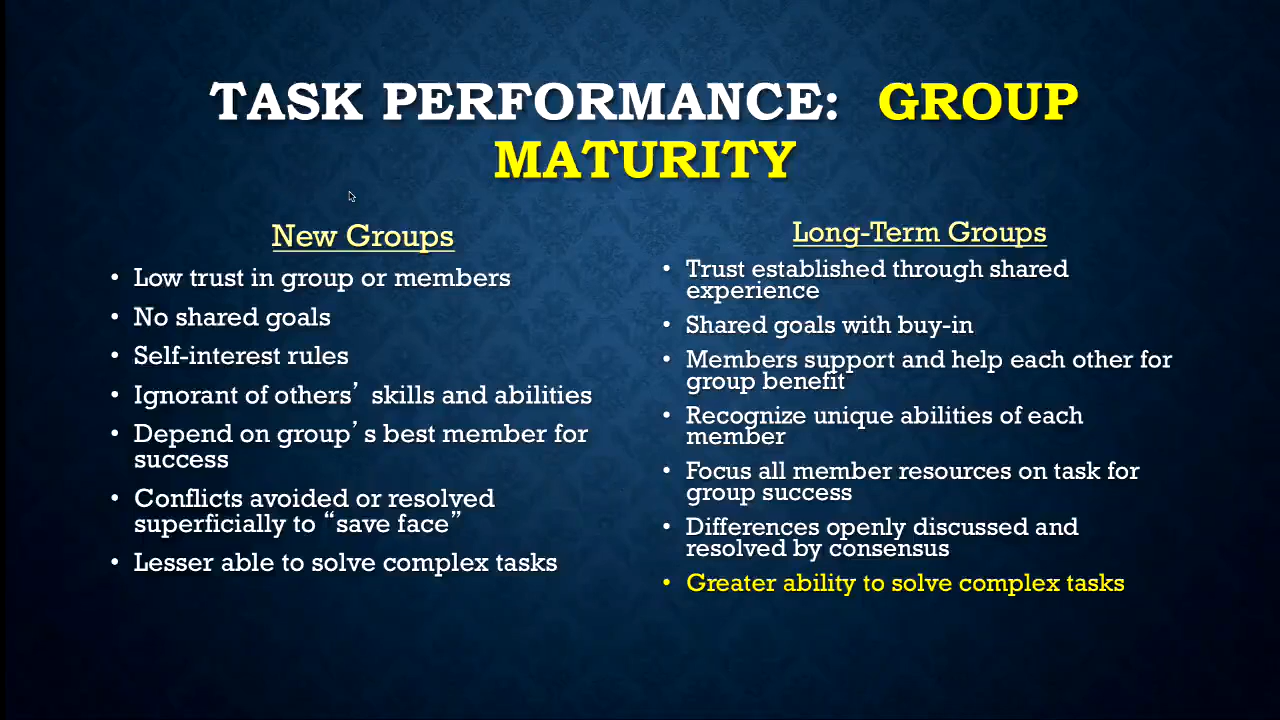 TASK PERFORMANCE: GROUP
MATURITY
New Groups
• Low trust in group or members
• No shared goals
• Self-interest rules
• Ignorant of others’ skills and abilities
• Depend on group’s best member for
success
• Conflicts avoided or resolved
superficially to “save face”
• Lesser able to solve complex tasks
Long-Term Groups
• Trust established through shared
experience
• Shared goals with buy-in
• Members support and help each other for
group benefit
• Recognize unique abilities of each
member
• Focus all member resources on task for
group success
• Differences openly discussed and
resolved by consensus
• Greater ability to solve complex tasks